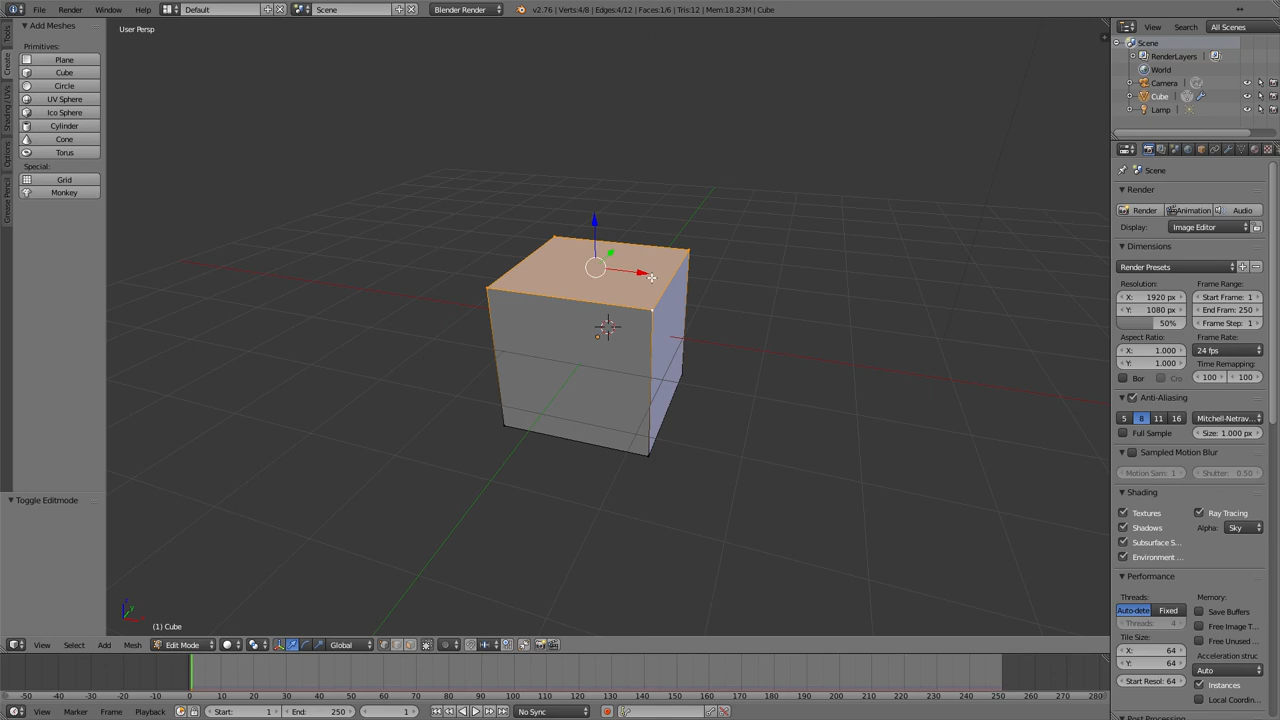 File Render Window Help Default Scene Blender Render v2.76 | Verts:4/8 | Edges:4/12 | Faces:1/6 | Tris:12 | Mem:18.23M | Cube
Tools
Create
Shading / UVs
Options
Grease Pencil
Add Meshes
Primitives:
Plane
Cube
Circle
UV Sphere
Ico Sphere
Cylinder
Cone
Torus
Special:
Grid
Monkey
Toggle Editmode
User Persp
(1) Cube
View Select Add Mesh Edit Mode Global
View Search All Scenes
Scene
RenderLayers
World
Camera
Cube
Lamp
Scene
Render
Render Animation Audio
Display: Image Editor
Dimensions
Render Presets
Resolution: Frame Range:
X: 1920 px Start Frame: 1
Y: 1080 px End Fram: 250
50% Frame Step: 1
Aspect Ratio: Frame Rate:
X: 1.000 24 fps
Y: 1.000 Time Remapping:
Bor Cro 100 100
Anti-Aliasing
5 8 11 16 Mitchell-Netrav...
Full Sample Size: 1.000 px
Sampled Motion Blur
Motion Sam: 1 Shutter: 0.50
Shading
Textures Ray Tracing
Shadows Alpha: Sky
Subsurface S...
Environment ...
Performance
Threads: Memory:
Auto-dete Fixed Save Buffers
Threads: 4 Free Image T...
Tile Size: Free Unused ...
X: 64 Acceleration struc
Y: 64 Auto
Start Resol: 64 Instances
Local Coordin...
Post Processing
-50 -40 -30 -20 -10 0 10 20 30 40 50 60 70 80 90 100 110 120 130 140 150 160 170 180 190 200 210 220 230 240 250 260 270 280
View Marker Frame Playback Start: 1 End: 250 1 No Sync